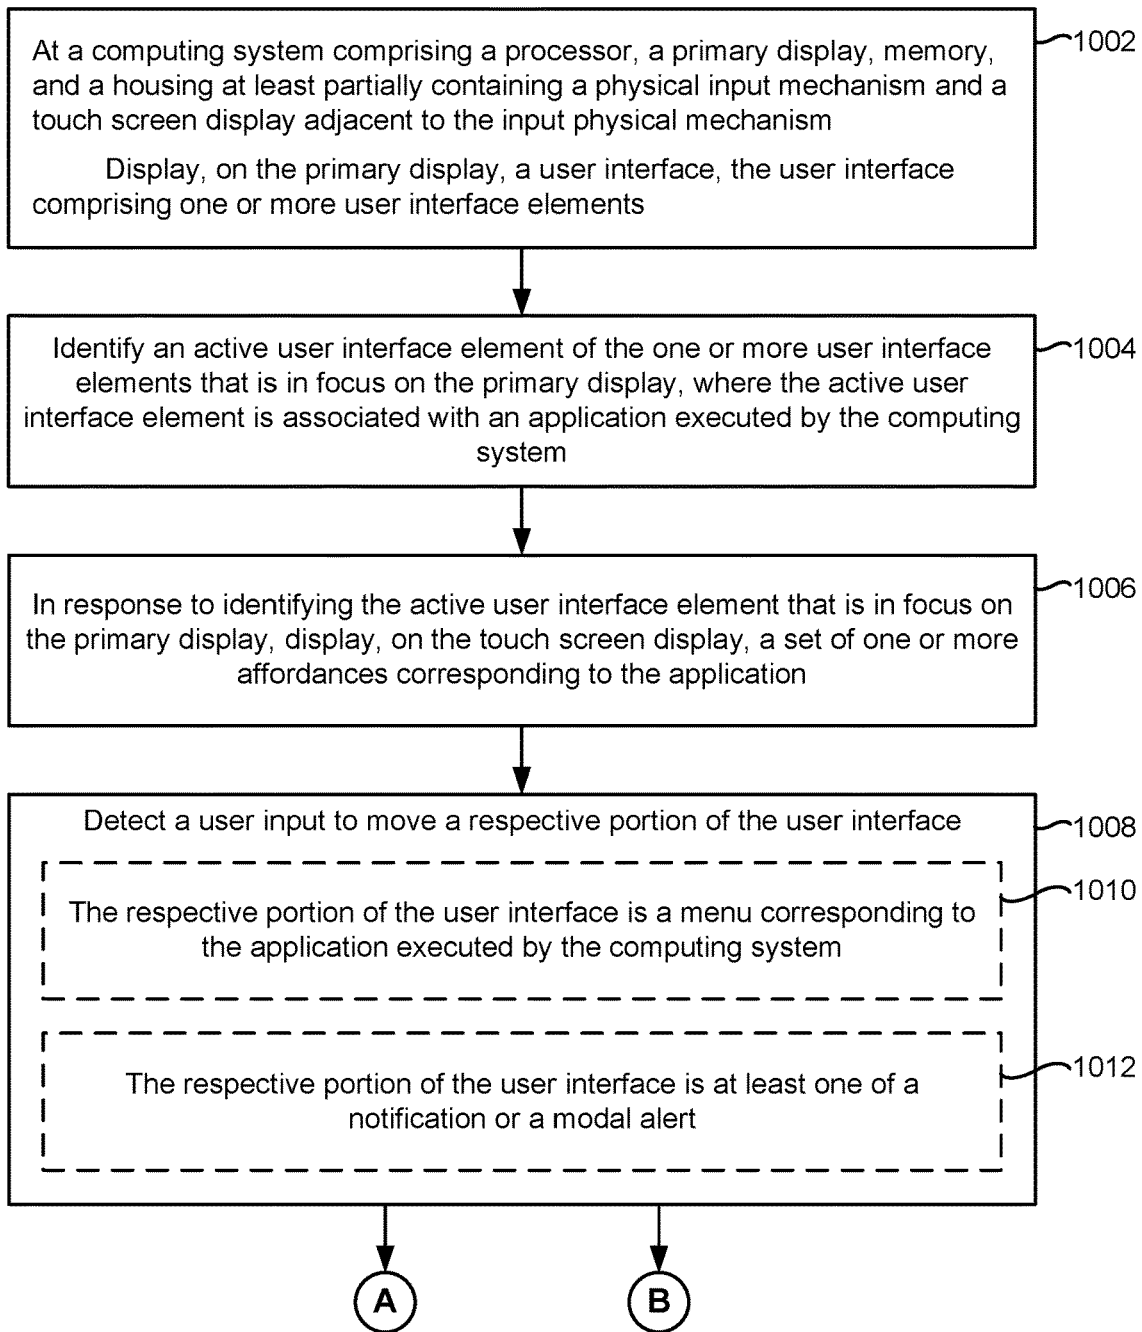 At a computing system comprising a processor, a primary display, memory,
and a housing at least partially containing a physical input mechanism and a
touch screen display adjacent to the input physical mechanism
Display, on the primary display, a user interface, the user interface
comprising one or more user interface elements
1002
Identify an active user interface element of the one or more user interface
elements that is in focus on the primary display, where the active user
interface element is associated with an application executed by the computing
system
1004
In response to identifying the active user interface element that is in focus on
the primary display, display, on the touch screen display, a set of one or more
affordances corresponding to the application
1006
Detect a user input to move a respective portion of the user interface
1008
The respective portion of the user interface is a menu corresponding to
the application executed by the computing system
1010
The respective portion of the user interface is at least one of a
notification or a modal alert
1012
A
B